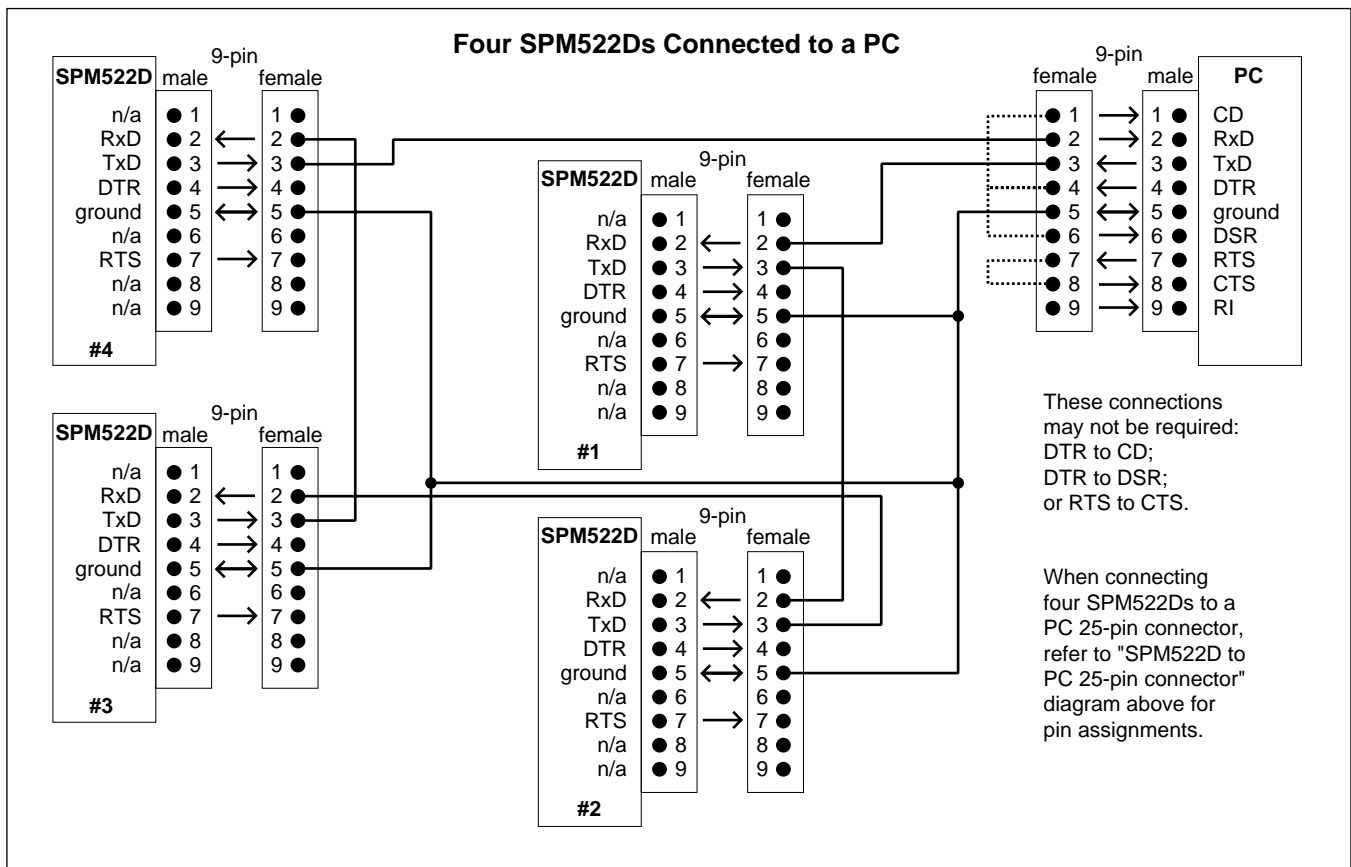 Four SPM522Ds Connected to a PC
9-pin
SPM522D male female
n/a 1 1
RxD 2 2
TxD 3 3
DTR 4 4
ground 5 5
n/a 6 6
RTS 7 7
n/a 8 8
n/a 9 9
#4
9-pin
SPM522D male female
n/a 1 1
RxD 2 2
TxD 3 3
DTR 4 4
ground 5 5
n/a 6 6
RTS 7 7
n/a 8 8
n/a 9 9
#3
9-pin
SPM522D male female
n/a 1 1
RxD 2 2
TxD 3 3
DTR 4 4
ground 5 5
n/a 6 6
RTS 7 7
n/a 8 8
n/a 9 9
#1
9-pin
SPM522D male female
n/a 1 1
RxD 2 2
TxD 3 3
DTR 4 4
ground 5 5
n/a 6 6
RTS 7 7
n/a 8 8
n/a 9 9
#2
9-pin
female male PC
1 1 CD
2 2 RxD
3 3 TxD
4 4 DTR
5 5 ground
6 6 DSR
7 7 RTS
8 8 CTS
9 9 RI
These connections
may not be required:
DTR to CD;
DTR to DSR;
or RTS to CTS.
When connecting
four SPM522Ds to a
PC 25-pin connector,
refer to "SPM522D to
PC 25-pin connector"
diagram above for
pin assignments.